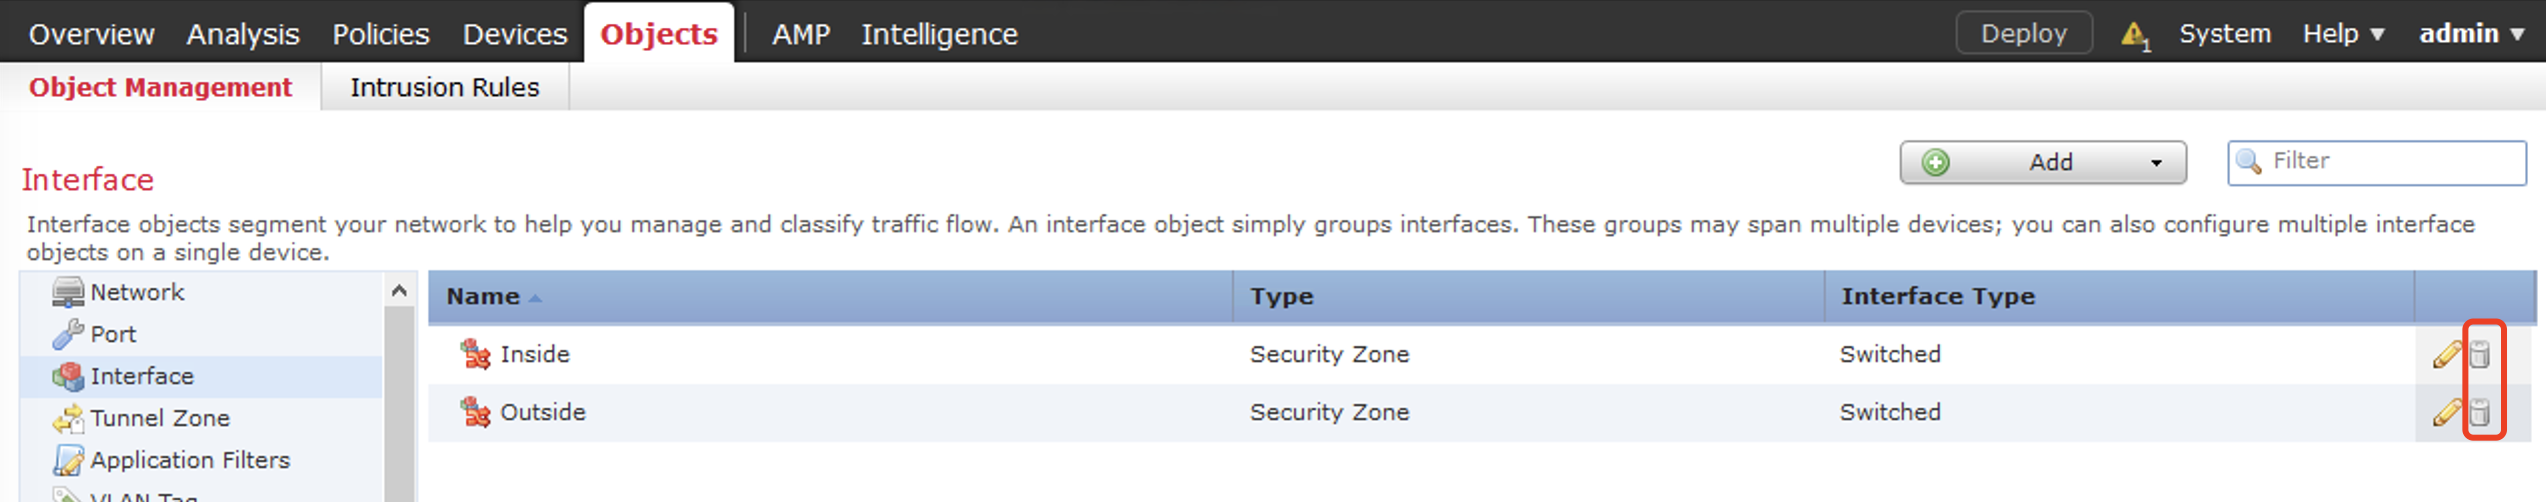 Overview Analysis Policies Devices Objects AMP Intelligence Deploy 1 System Help admin
Object Management Intrusion Rules
Add Filter
Interface
Interface objects segment your network to help you manage and classify traffic flow. An interface object simply groups interfaces. These groups may span multiple devices; you can also configure multiple interface
objects on a single device.
Network
Port
Interface
Tunnel Zone
Application Filters
VLAN Tag
Name Type Interface Type
Inside Security Zone Switched
Outside Security Zone Switched